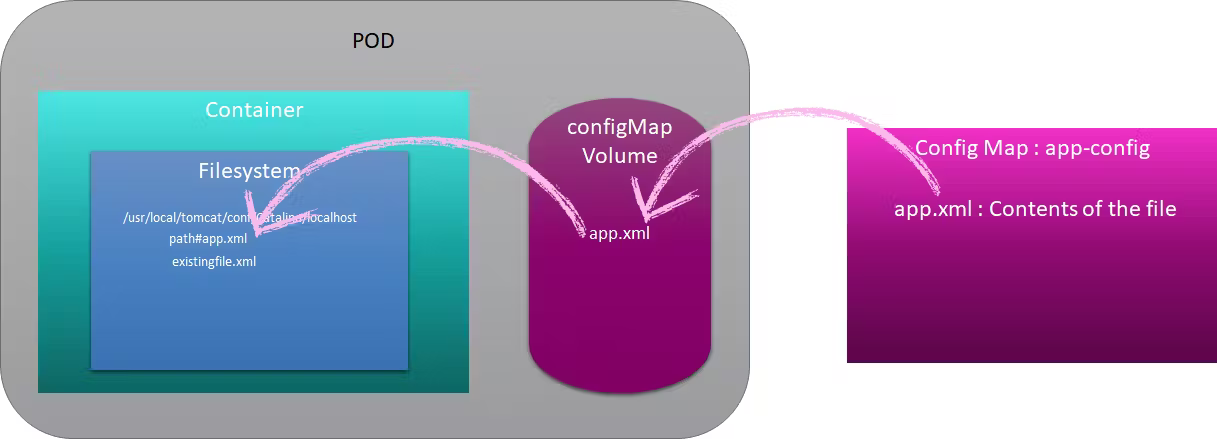 POD
Container
Filesystem
/usr/local/tomcat/conf/Catalina/localhost
path#app.xml
existingfile.xml
configMap
Volume
app.xml
Config Map : app-config
app.xml : Contents of the file